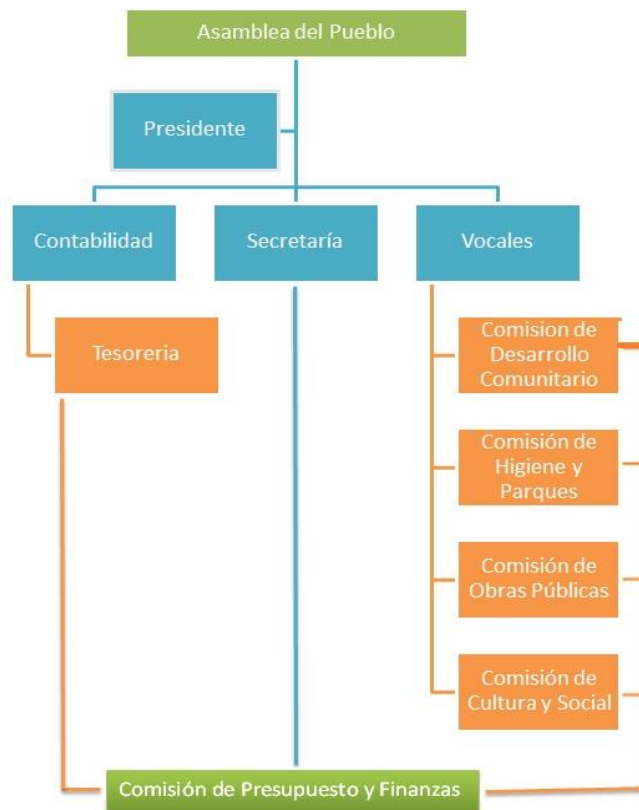 Asamblea del Pueblo
Presidente
Contabilidad
Secretaría
Vocales
Tesoreria
Comision de
Desarrollo
Comunitario
Comisión de
Higiene y
Parques
Comisión de
Obras Públicas
Comisión de
Cultura y Social
Comisión de Presupuesto y Finanzas